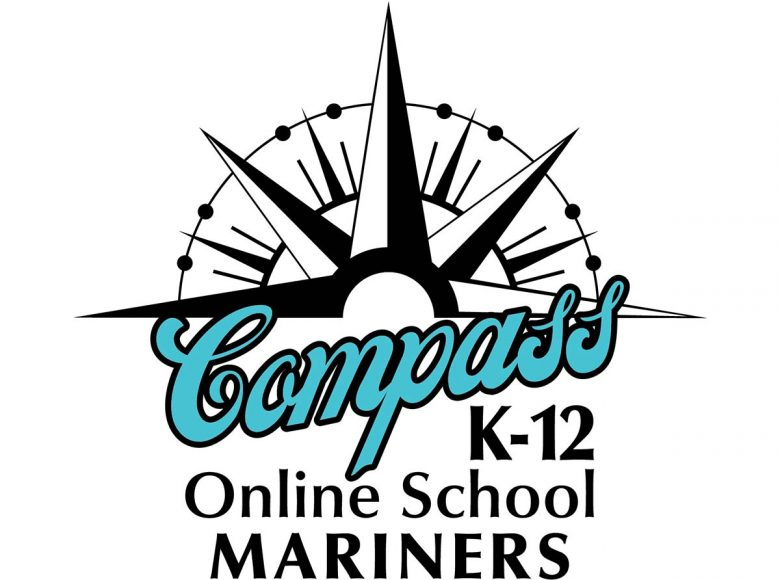 Compass
K-12
Online School
MARINERS